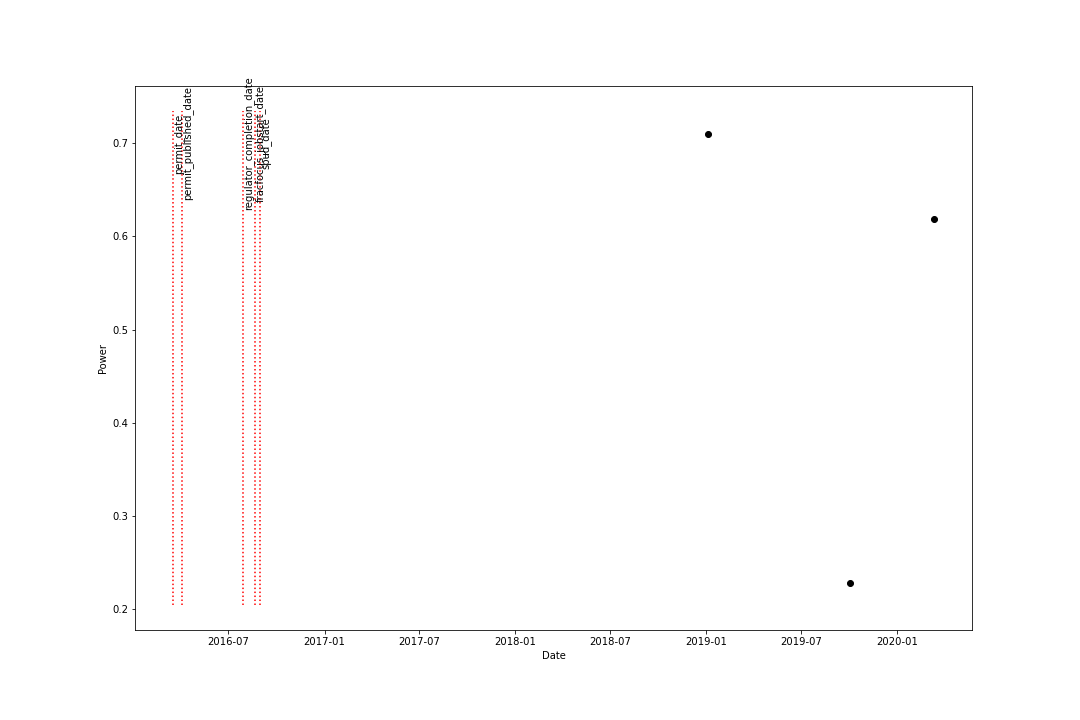 permit_date
permit_published_date
regulator_completion_date
fracfocus_jobstart_date
spud_date
0.7
0.6
0.5
0.4
0.3
0.2
Power
2016-07
2017-01
2017-07
2018-01
2018-07
2019-01
2019-07
2020-01
Date